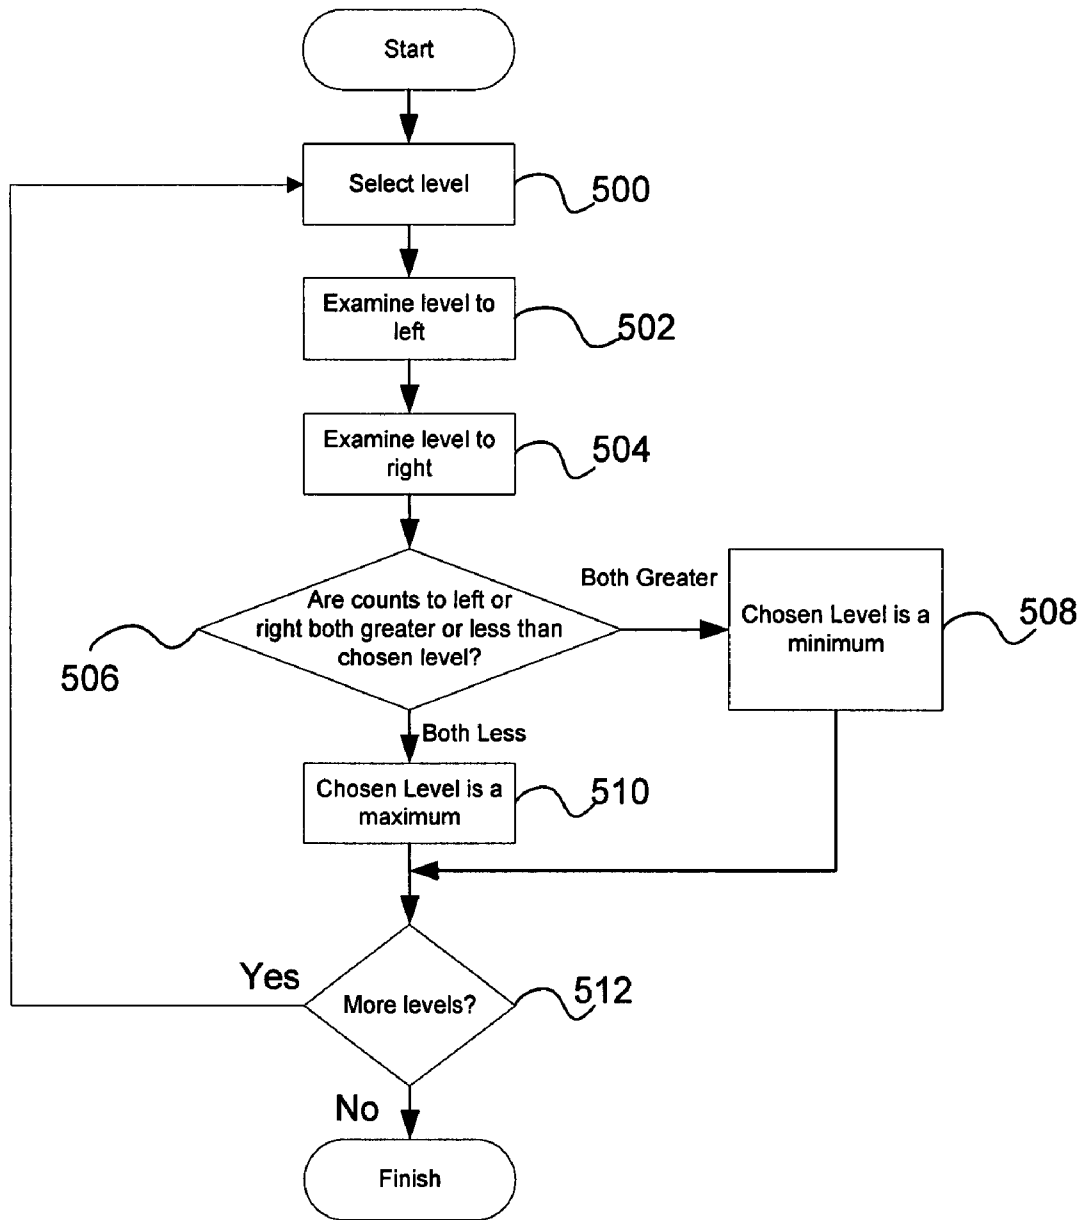 Start
Select level
500
Examine level to
left
502
Examine level to
right
504
Are counts to left or
right both greater or less than
chosen level?
506
Both Greater
Chosen Level is a
minimum
508
Both Less
Chosen Level is a
maximum
510
More levels?
512
Yes
No
Finish